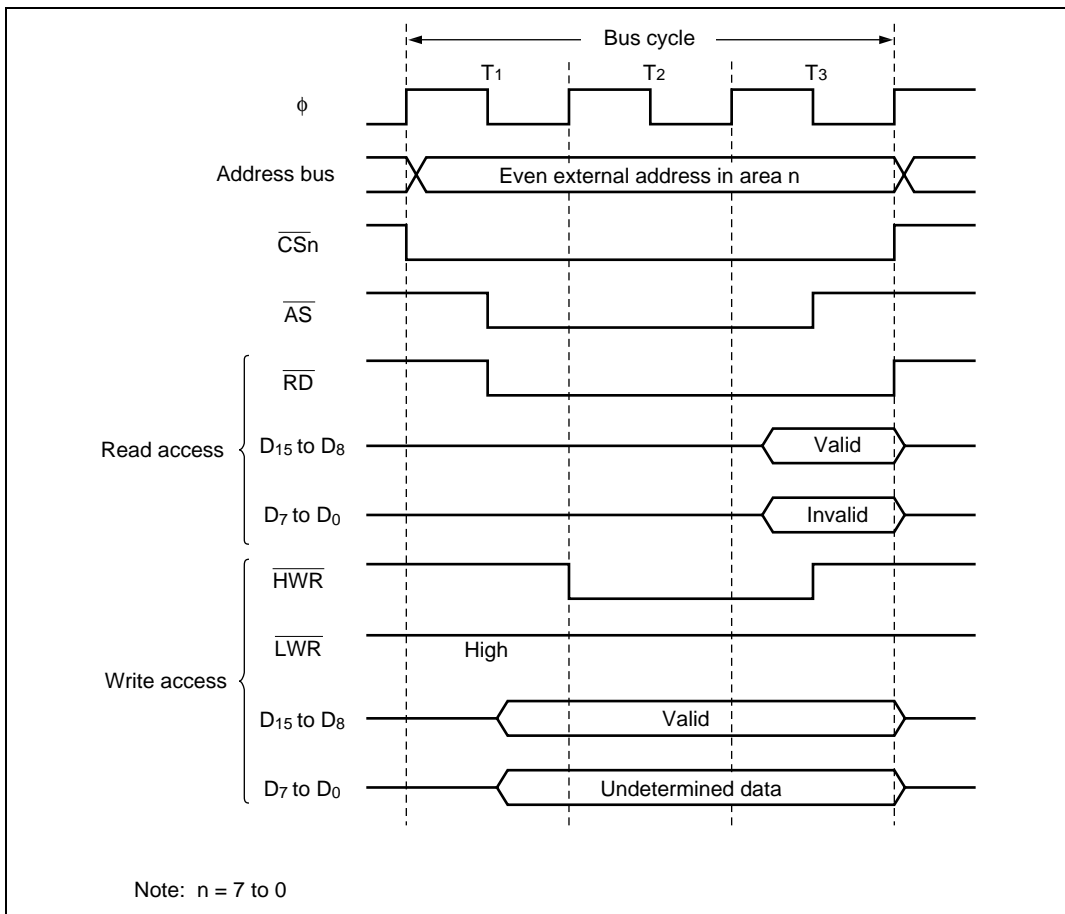 Bus cycle
T1 T2 T3
ϕ
Address bus Even external address in area n
CSn
AS
RD
Read access D15 to D8 Valid
D7 to D0 Invalid
HWR
LWR High
Write access D15 to D8 Valid
D7 to D0 Undetermined data
Note: n = 7 to 0